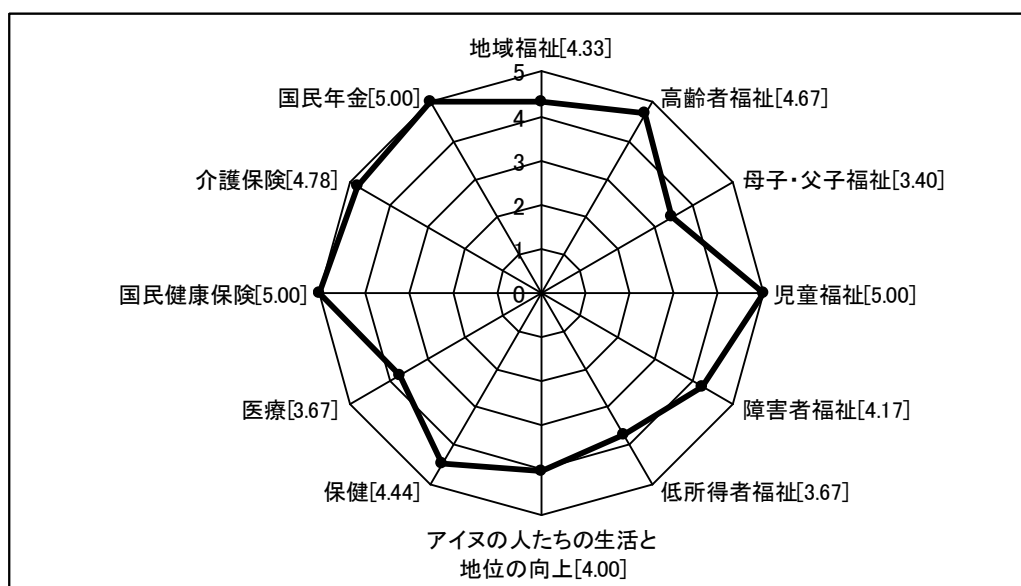 地域福祉[4.33]
高齢者福祉[4.67]
母子・父子福祉[3.40]
児童福祉[5.00]
障害者福祉[4.17]
低所得者福祉[3.67]
アイヌの人たちの生活と
地位の向上[4.00]
保健[4.44]
医療[3.67]
国民健康保険[5.00]
介護保険[4.78]
国民年金[5.00]
5
4
3
2
1
0